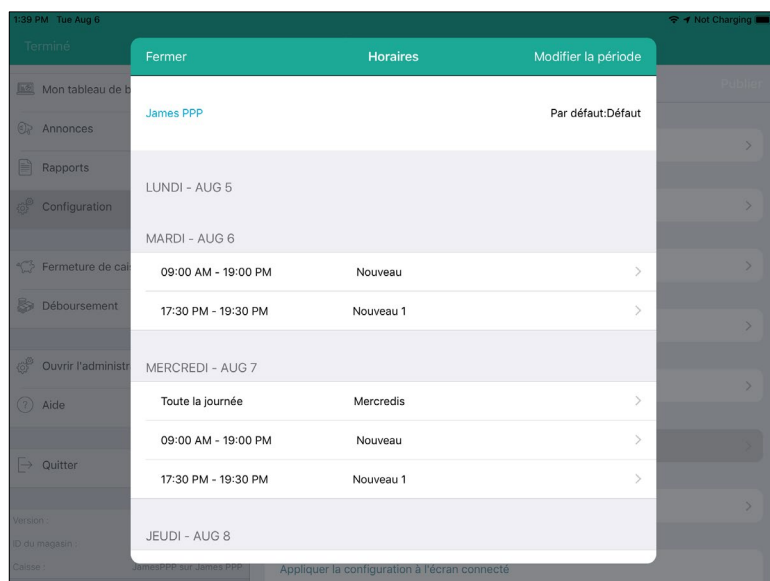 1:39 PM Tue Aug 6
Not Charging
Terminé
Fermer
Horaires
Modifier la période
Publier
Mon tableau de b
James PPP
Par défaut:Défaut
Annonces
Rapports
LUNDI - AUG 5
Configuration
MARDI - AUG 6
Fermeture de cai
09:00 AM - 19:00 PM Nouveau
Déboursement
17:30 PM - 19:30 PM Nouveau 1
Ouvrir l'administr
MERCREDI - AUG 7
Aide
Toute la journée Mercredis
09:00 AM - 19:00 PM Nouveau
Quitter
17:30 PM - 19:30 PM Nouveau 1
Version :
ID du magasin :
JEUDI - AUG 8
Caisse : JamesPPP sur James PPP
Appliquer la configuration à l'écran connecté